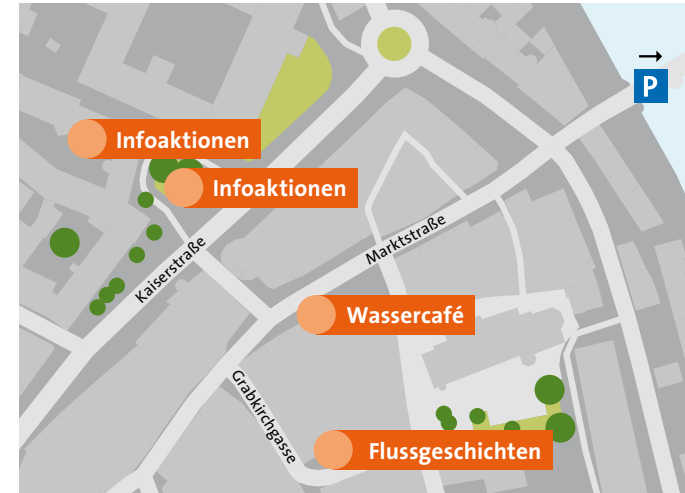 P
Infoaktionen
Infoaktionen
Kaiserstraße
Marktstraße
Wassercafé
Grabkirchgasse
Flussgeschichten